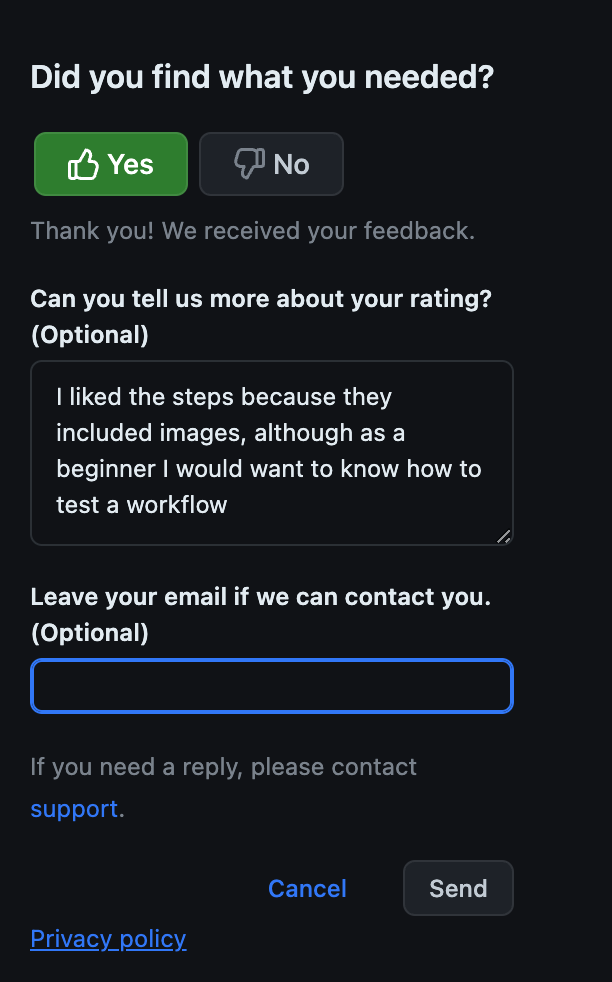 Did you find what you needed?
Yes
No
Thank you! We received your feedback.
Can you tell us more about your rating?
(Optional)
I liked the steps because they
included images, although as a
beginner I would want to know how to
test a workflow
Leave your email if we can contact you.
(Optional)
If you need a reply, please contact
support.
Cancel
Send
Privacy policy